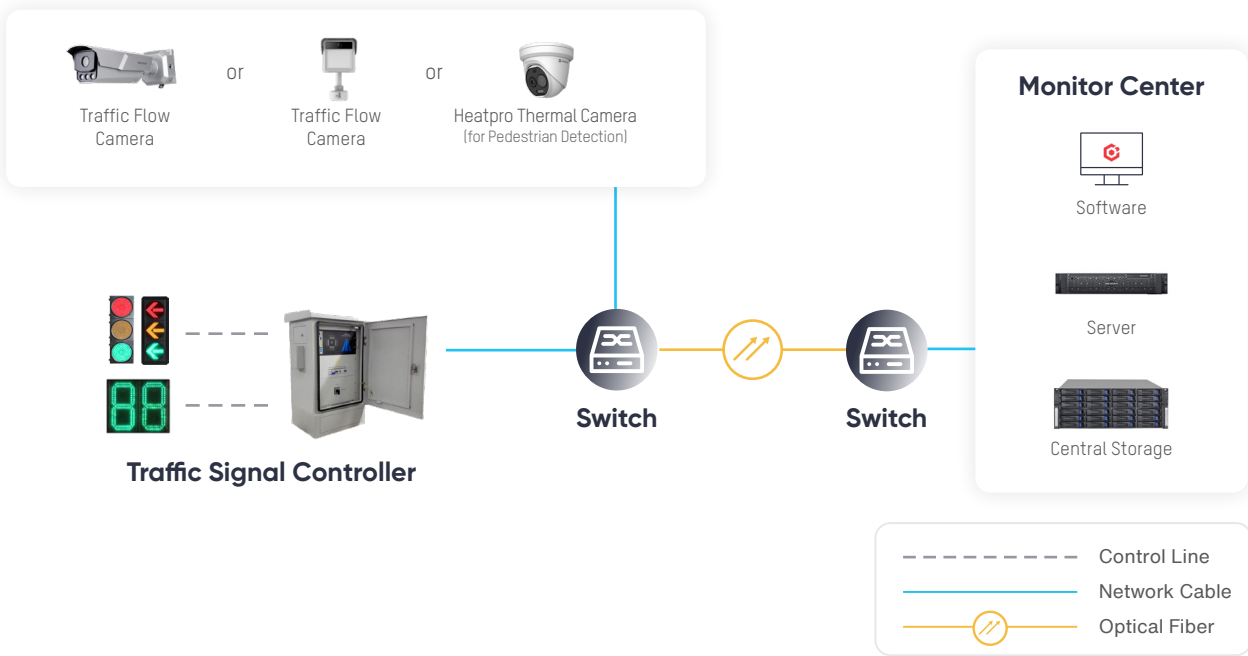 or
or
Traffic Flow
Camera
Traffic Flow
Camera
Heatpro Thermal Camera
(for Pedestrian Detection)
Monitor Center
Software
Server
Central Storage
88
Switch
Switch
Traffic Signal Controller
Control Line
Network Cable
Optical Fiber